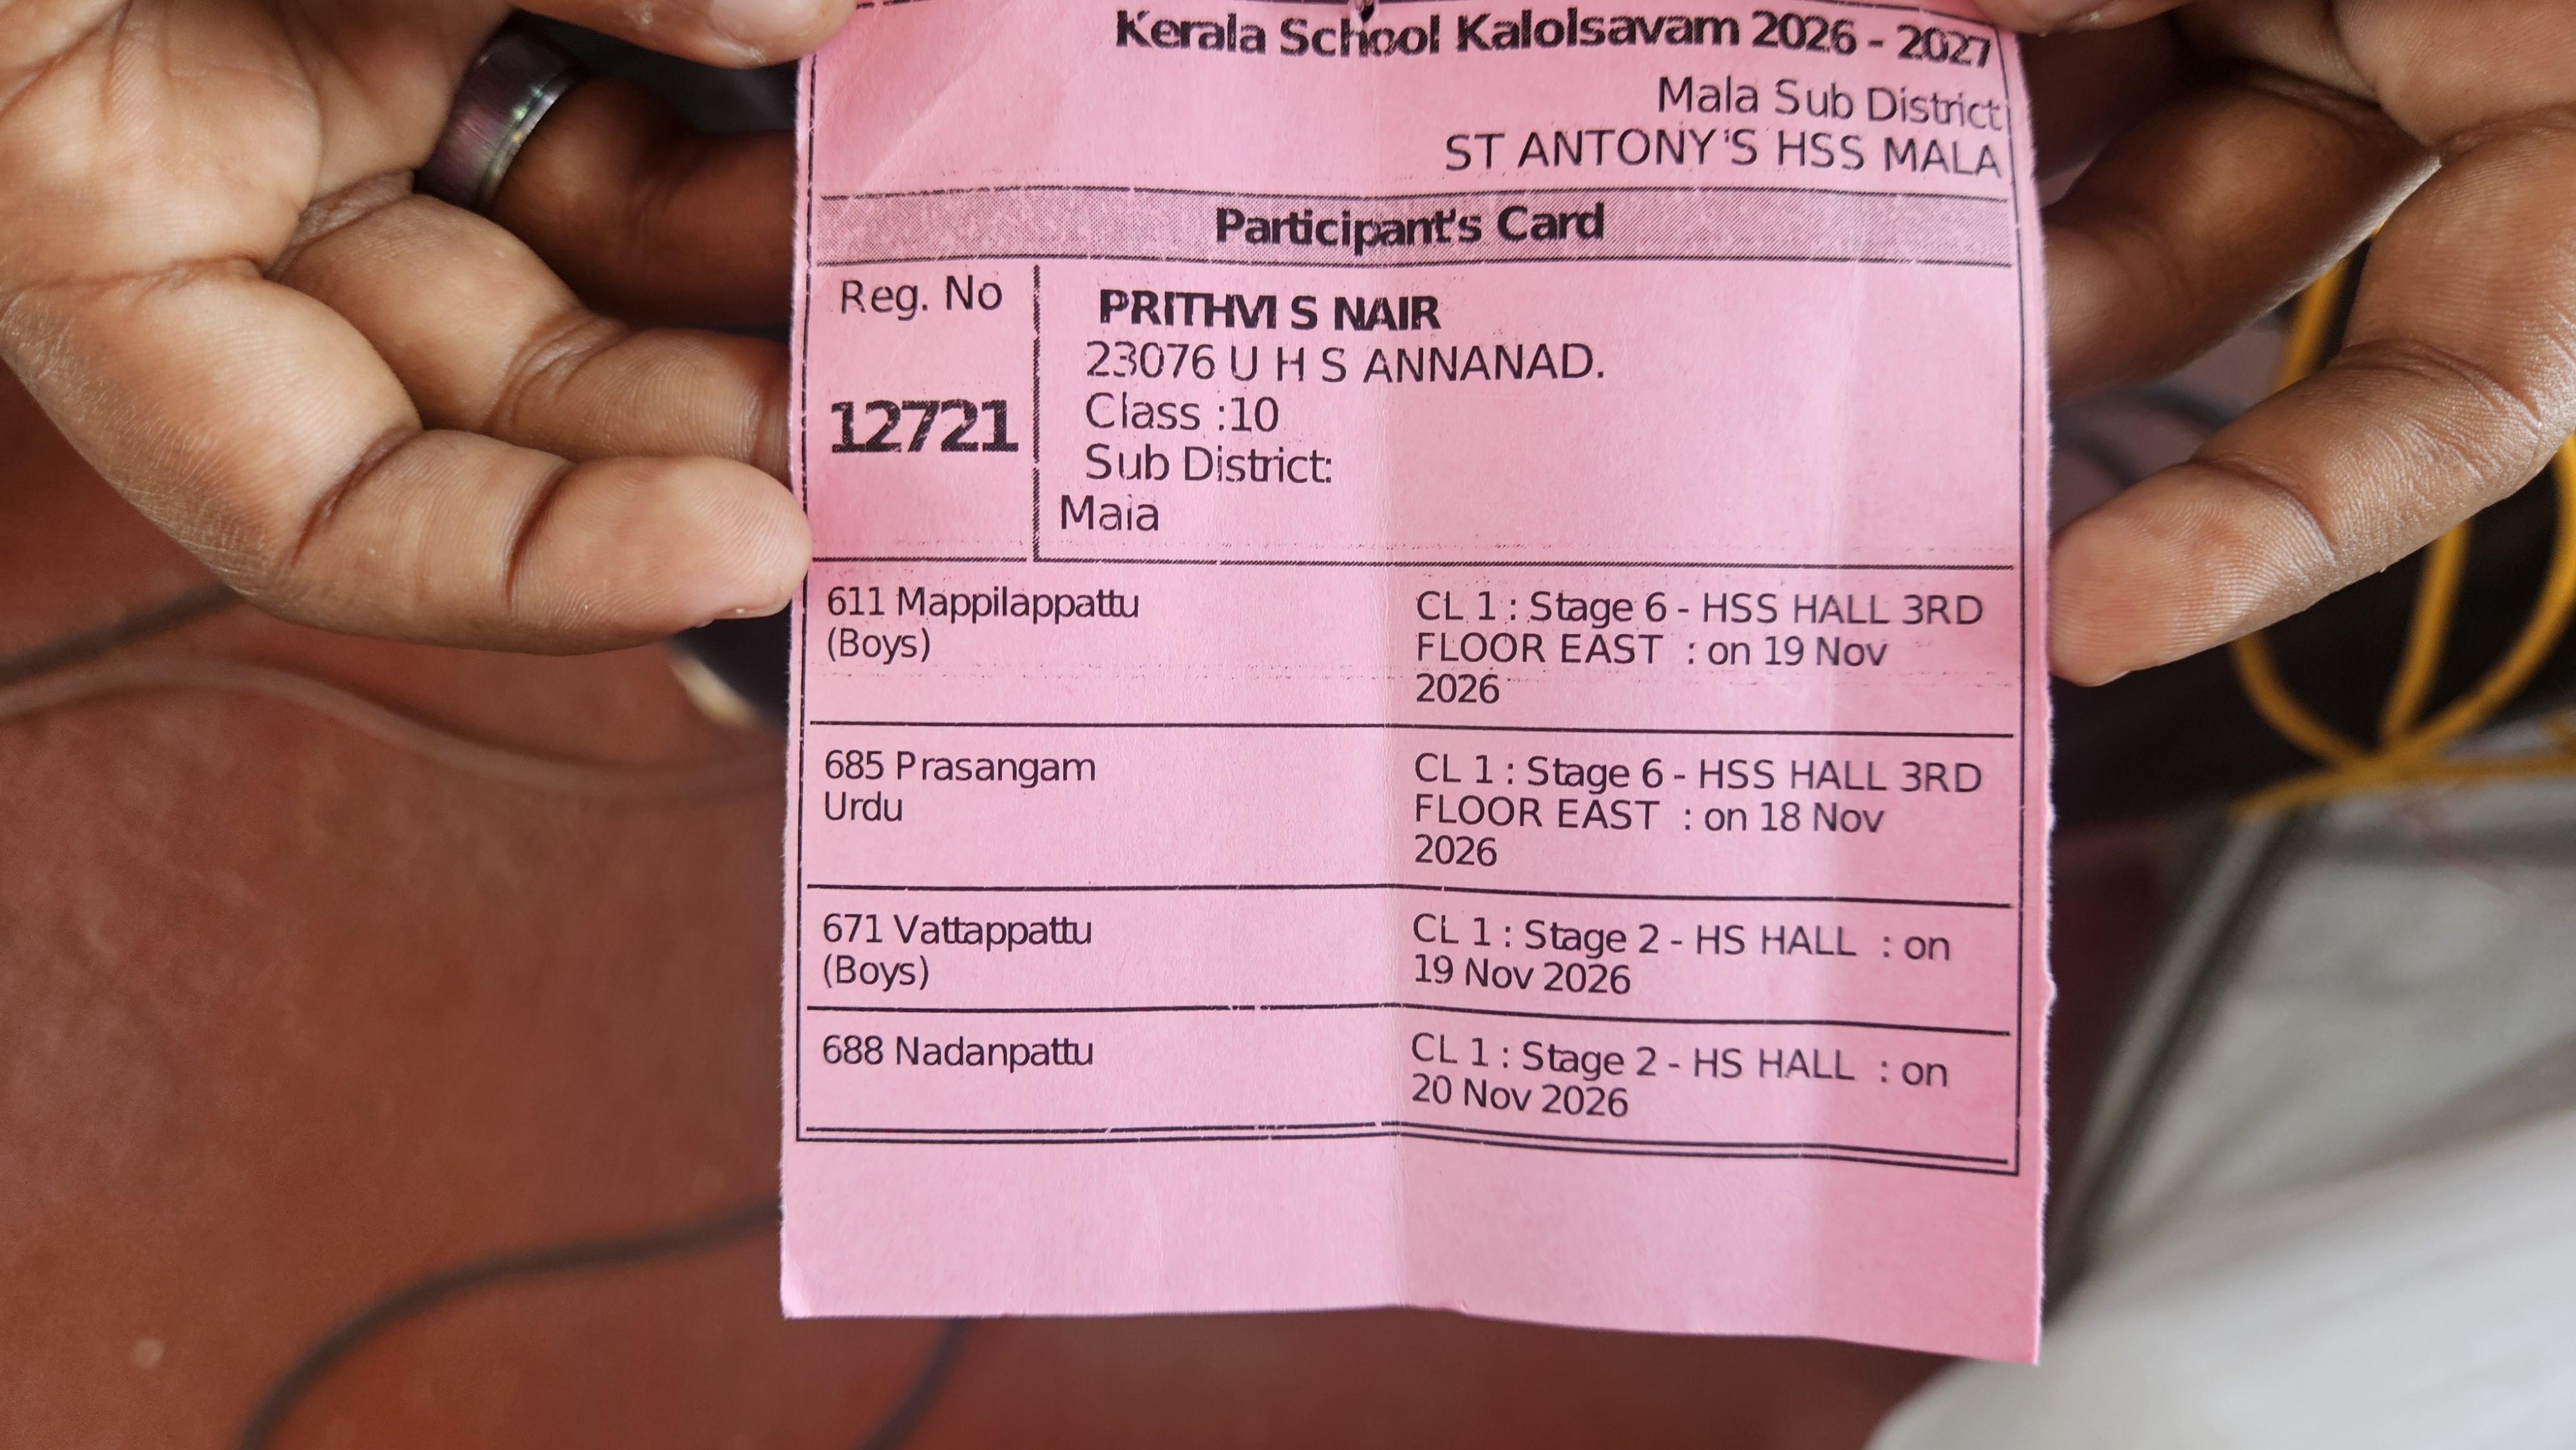 Kerala School Kalolsavam 2026 - 2027
Mala Sub District
ST ANTONY'S HSS MALA
Participant's Card
Reg. No
12721
PRITHVI S NAIR
23076 U H S ANNANAD.
Class :10
Sub District:
Mala
611 Mappilappattu
(Boys)
CL 1 : Stage 6 - HSS HALL 3RD
FLOOR EAST : on 19 Nov
2026
685 Prasangam
Urdu
CL 1 : Stage 6 - HSS HALL 3RD
FLOOR EAST : on 18 Nov
2026
671 Vattappattu
(Boys)
CL 1 : Stage 2 - HS HALL : on
19 Nov 2026
688 Nadanpattu
CL 1 : Stage 2 - HS HALL : on
20 Nov 2026